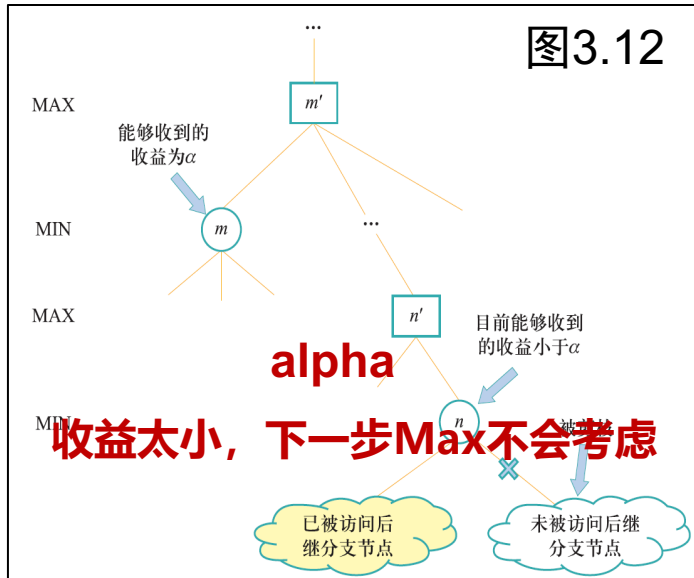 ...
图3.12
MAX
m′
能够收到的
收益为α
MIN
m
...
MAX
n′
目前能够收到
的收益小于α
alpha
MIN
n
被
收益太小，下一步Max不会考虑
已被访问后
继分支节点
未被访问后继
分支节点